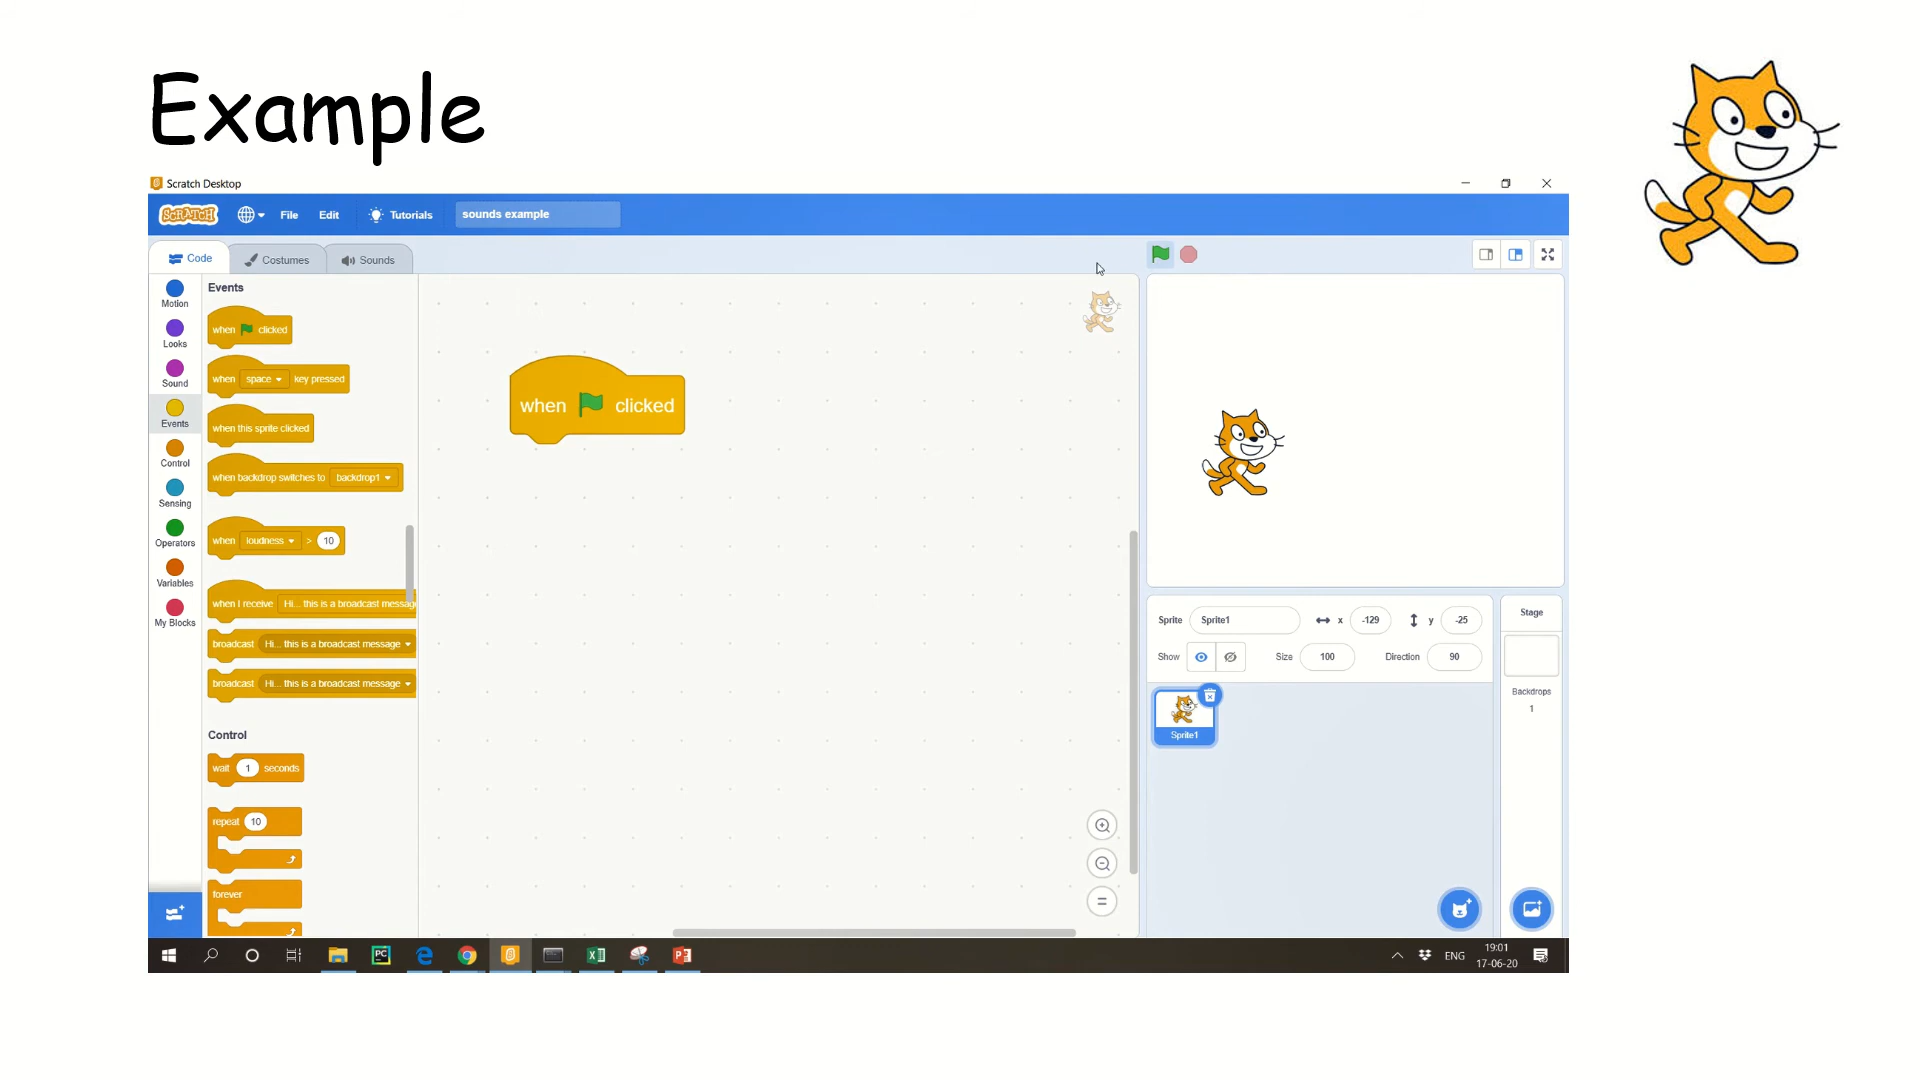 Example
Scratch Desktop
SCRATCH
File
Edit
Tutorials
sounds example
Code
Costumes
Sounds
Motion
Looks
Sound
Events
Control
Sensing
Operators
Variables
My Blocks
Events
when clicked
when space key pressed
when this sprite clicked
when backdrop switches to backdrop1
when loudness > 10
when I receive Hi... this is a broadcast messag
broadcast Hi... this is a broadcast message
broadcast Hi... this is a broadcast message
Control
wait 1 seconds
repeat 10
forever
when clicked
Sprite Sprite1 x -129 y -25
Show Size 100 Direction 90
Sprite1
Stage
Backdrops
1
PC
ENG
19:01
17-06-20